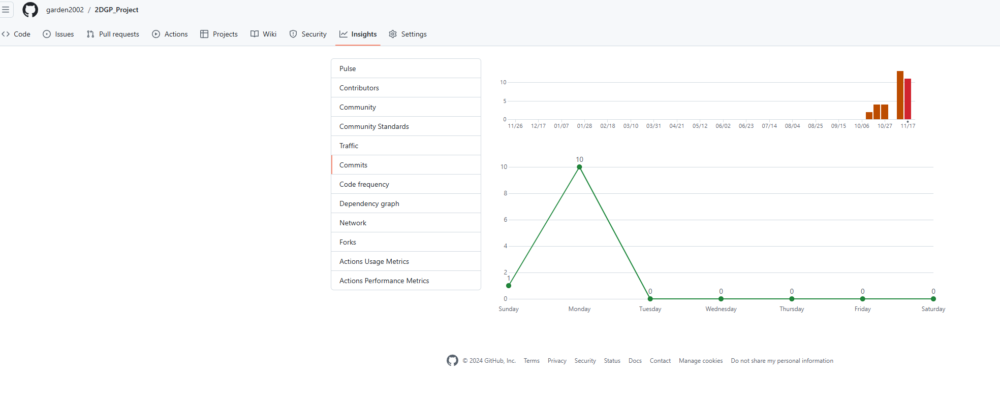 garden2002 / 2DGP_Project
Code Issues Pull requests Actions Projects Wiki Security Insights Settings
Pulse
Contributors
Community
Community Standards
Traffic
Commits
Code frequency
Dependency graph
Network
Forks
Actions Usage Metrics
Actions Performance Metrics
10
5
0
11/26 12/17 01/07 01/28 02/18 03/10 03/31 04/21 05/12 06/02 06/23 07/14 08/04 08/25 09/15 10/06 10/27 11/17
10
10
8
6
4
2
1
0 0 0 0 0 0
Sunday Monday Tuesday Wednesday Thursday Friday Saturday
© 2024 GitHub, Inc. Terms Privacy Security Status Docs Contact Manage cookies Do not share my personal information